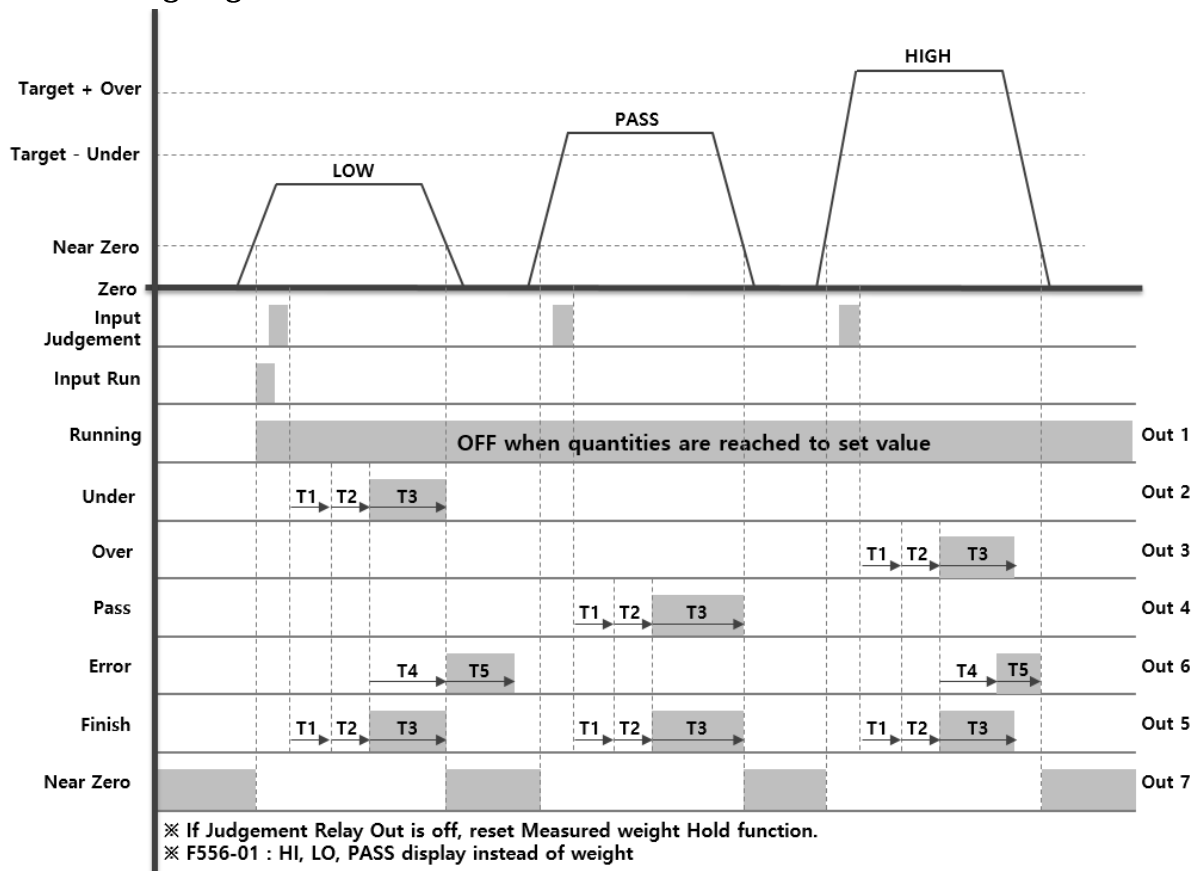 HIGH
Target + Over
PASS
Target - Under
LOW
Near Zero
Zero
Input
Judgement
Input Run
Running OFF when quantities are reached to set value Out 1
Under T1 T2 T3 Out 2
Over T1 T2 T3 Out 3
Pass T1 T2 T3 Out 4
Error T4 T5 T4 T5 Out 6
Finish T1 T2 T3 T1 T2 T3 T1 T2 T3 Out 5
Near Zero Out 7
※ If Judgement Relay Out is off, reset Measured weight Hold function.
※ F556-01 : HI, LO, PASS display instead of weight